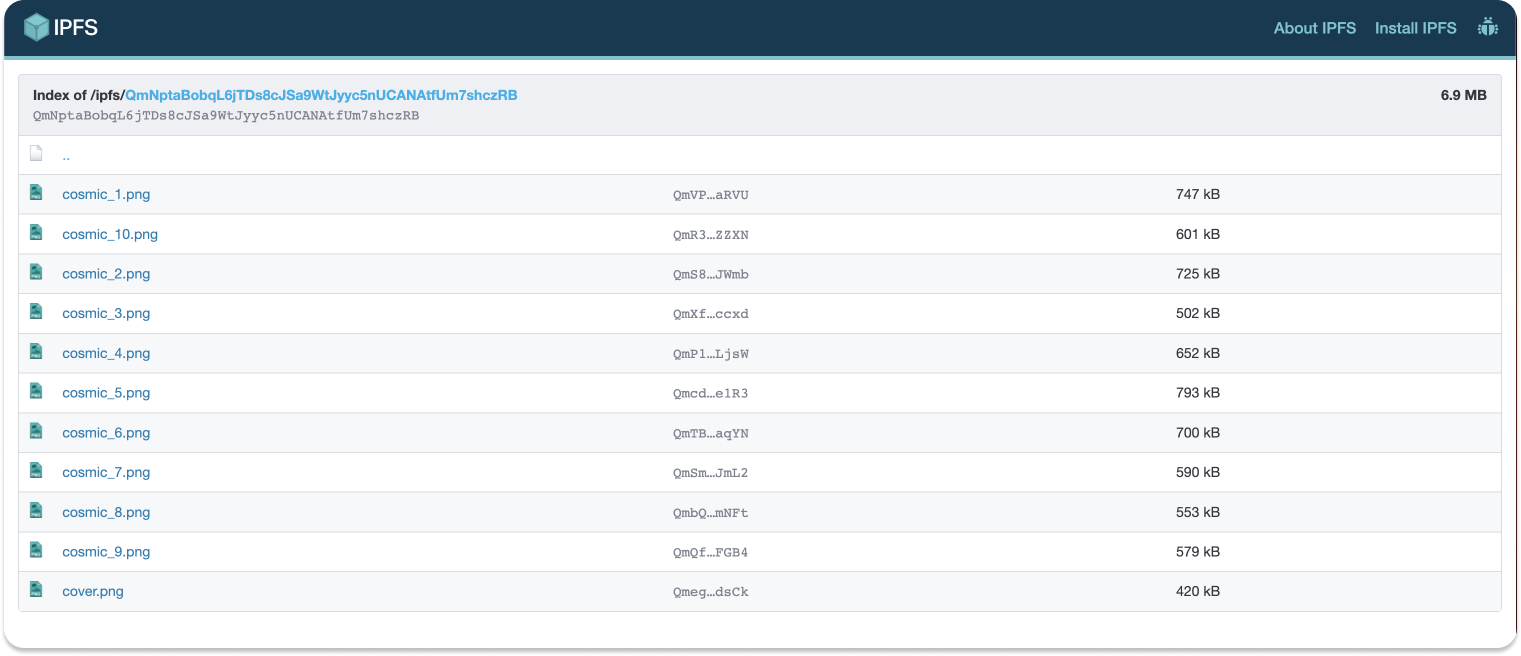 IPFS About IPFS Install IPFS
Index of /ipfs/QmNptaBobqL6jTDs8cJSa9WtJyyc5nUCANAtfUm7shczRB 6.9 MB
QmNptaBobqL6jTDs8cJSa9WtJyyc5nUCANAtfUm7shczRB
..
cosmic_1.png QmVP…aRVU 747 kB
cosmic_10.png QmR3…ZZXN 601 kB
cosmic_2.png QmS8…JWmb 725 kB
cosmic_3.png QmXf…ccxd 502 kB
cosmic_4.png QmP1…LjsW 652 kB
cosmic_5.png Qmcd…e1R3 793 kB
cosmic_6.png QmTB…aqYN 700 kB
cosmic_7.png QmSm…JmL2 590 kB
cosmic_8.png QmbQ…mNFt 553 kB
cosmic_9.png QmQf…FGB4 579 kB
cover.png Qmeg…dsCk 420 kB